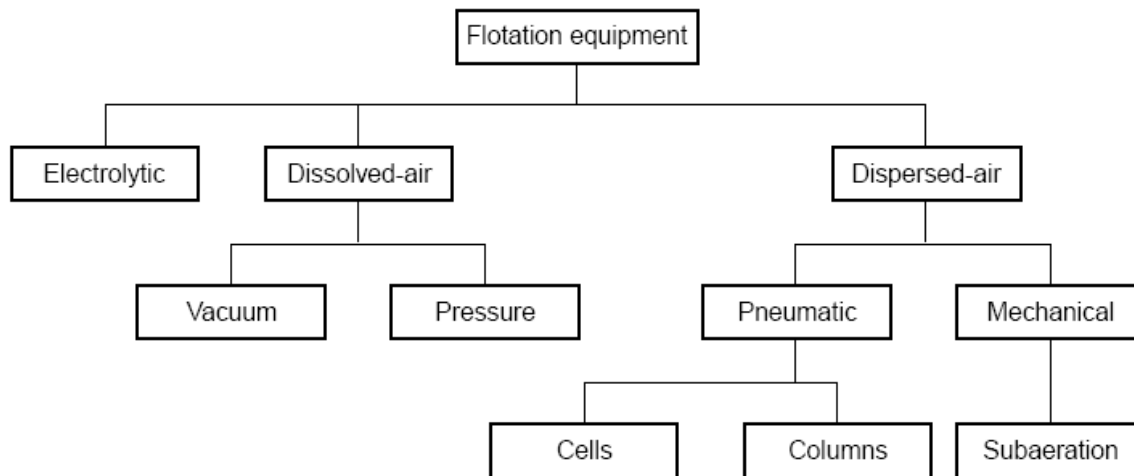 Flotation equipment
Electrolytic
Dissolved-air
Dispersed-air
Vacuum
Pressure
Pneumatic
Mechanical
Cells
Columns
Subaeration